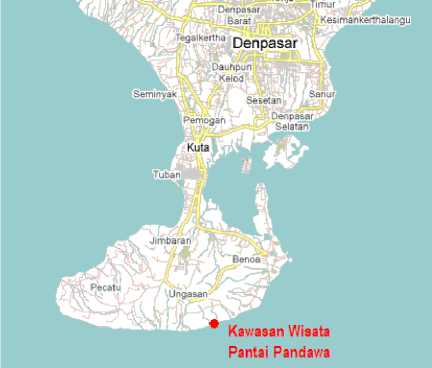 Denpasar
Barat
Timur
Kesimankerthalangu
Tegalkertha
Denpasar
Dauhpuri
Kelod
Seminyak
Sesetan
Sanur
Pemogan
Denpasar
Selatan
Kuta
Tuban
Jimbaran
Benoa
Pecatu
Ungasan
Kawasan Wisata
Pantai Pandawa